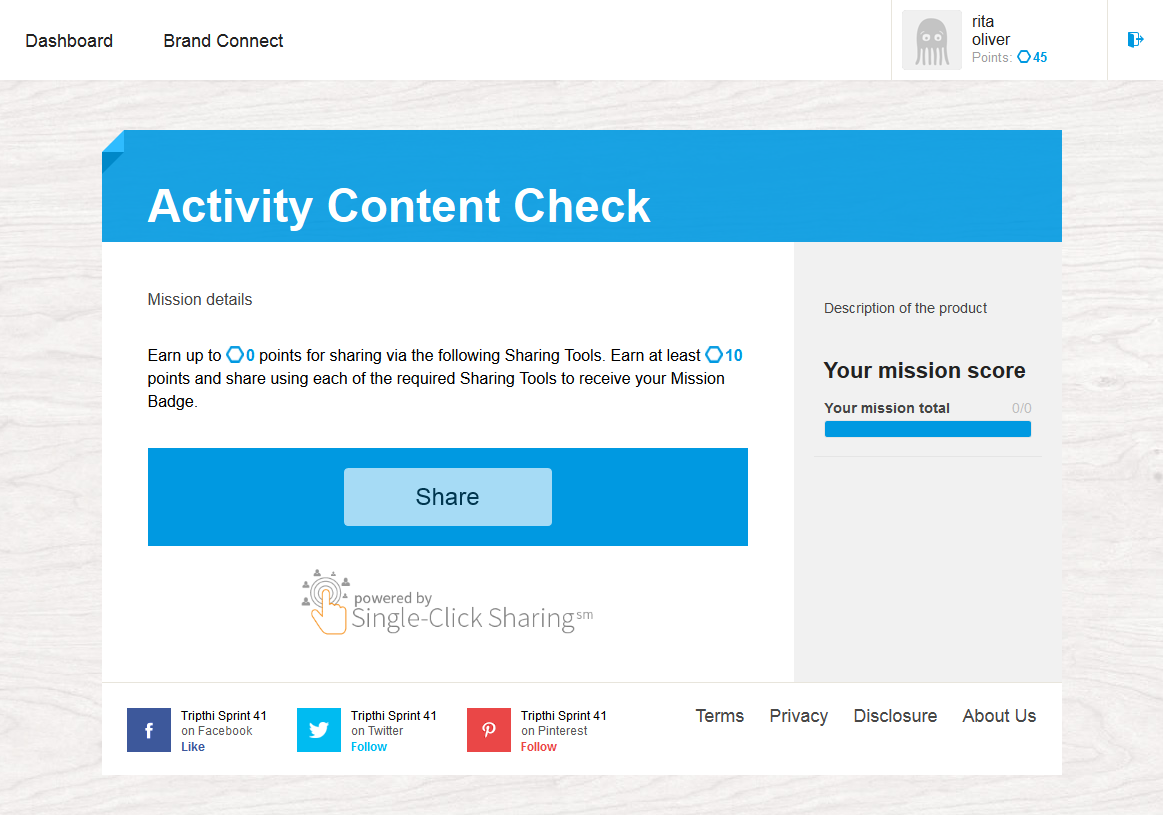 Dashboard
Brand Connect
rita
oliver
Points: 45
Activity Content Check
Mission details
Earn up to 0 points for sharing via the following Sharing Tools. Earn at least 10
points and share using each of the required Sharing Tools to receive your Mission
Badge.
Share
powered by
Single-Click Sharing℠
Description of the product
Your mission score
Your mission total 0/0
Tripthi Sprint 41
on Facebook
Like
Tripthi Sprint 41
on Twitter
Follow
Tripthi Sprint 41
on Pinterest
Follow
Terms
Privacy
Disclosure
About Us